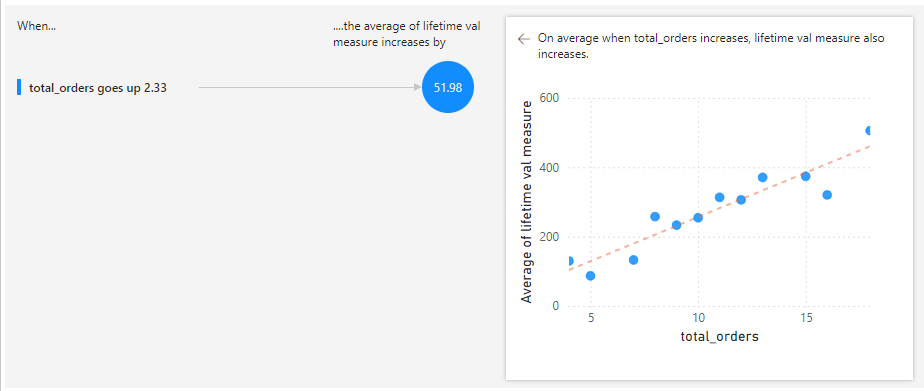 When...
....the average of lifetime val
measure increases by
total_orders goes up 2.33
51.98
On average when total_orders increases, lifetime val measure also
increases.
Average of lifetime val measure
600
400
200
0
5
10
15
total_orders